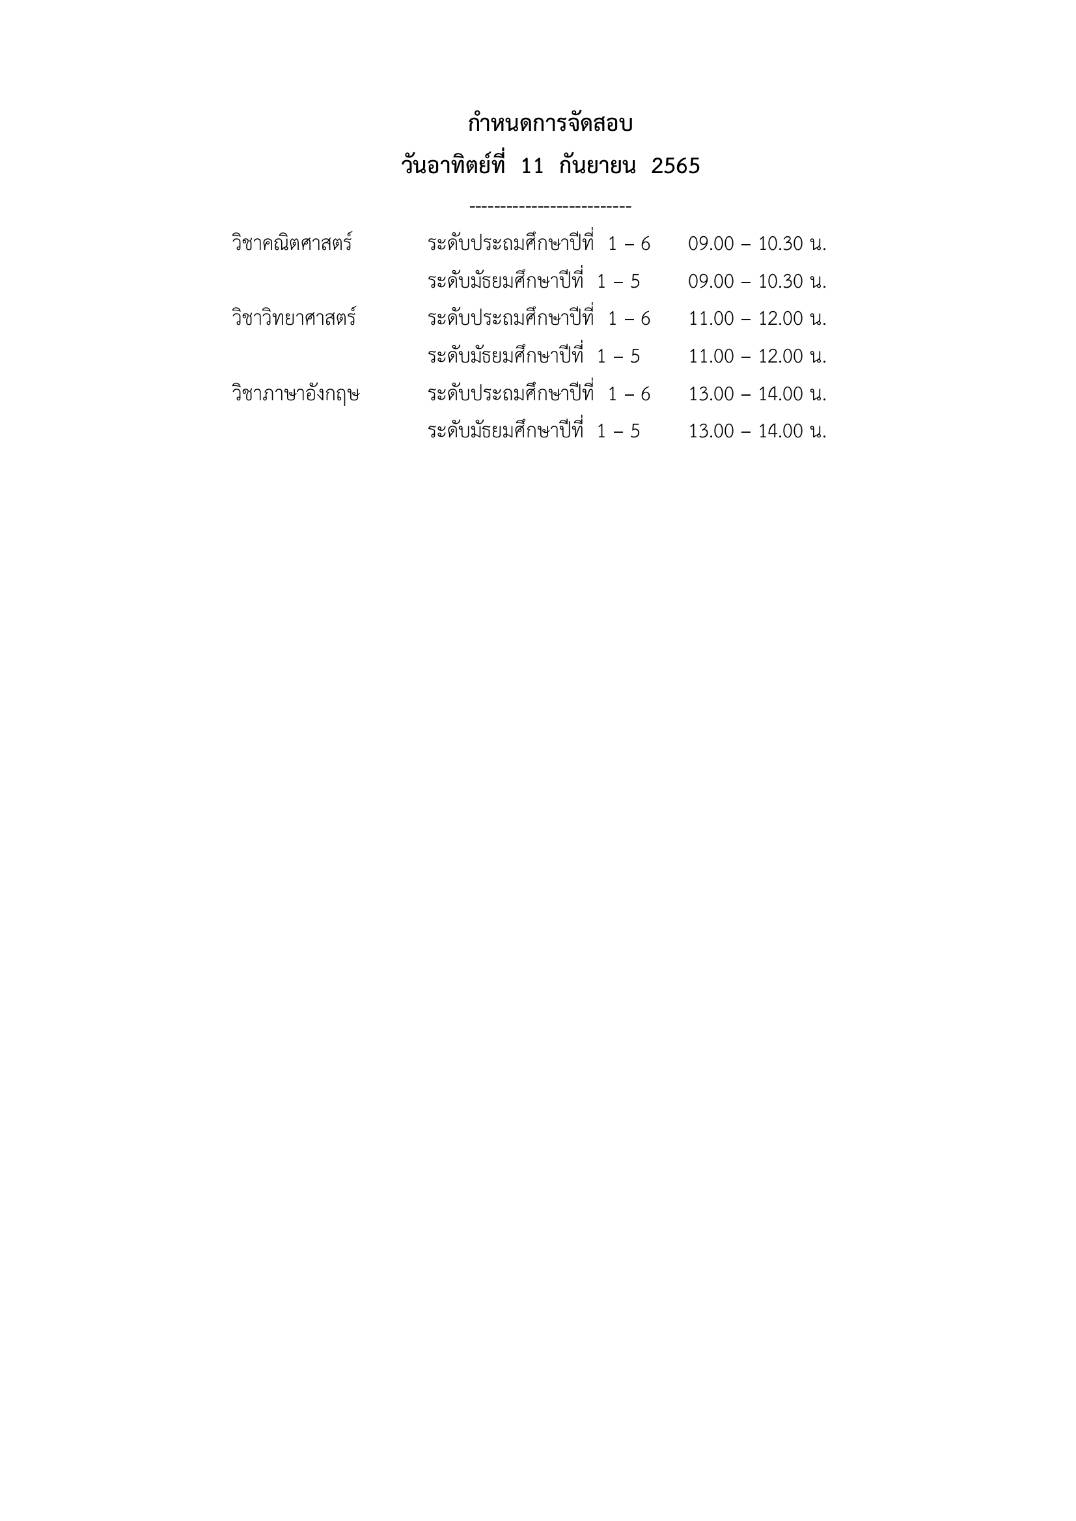 กำหนดการจัดสอบ
วันอาทิตย์ที่ 11 กันยายน 2565
--------------------------
วิชาคณิตศาสตร์ ระดับประถมศึกษาปีที่ 1 – 6 09.00 – 10.30 น.
ระดับมัธยมศึกษาปีที่ 1 – 5 09.00 – 10.30 น.
วิชาวิทยาศาสตร์ ระดับประถมศึกษาปีที่ 1 – 6 11.00 – 12.00 น.
ระดับมัธยมศึกษาปีที่ 1 – 5 11.00 – 12.00 น.
วิชาภาษาอังกฤษ ระดับประถมศึกษาปีที่ 1 – 6 13.00 – 14.00 น.
ระดับมัธยมศึกษาปีที่ 1 – 5 13.00 – 14.00 น.